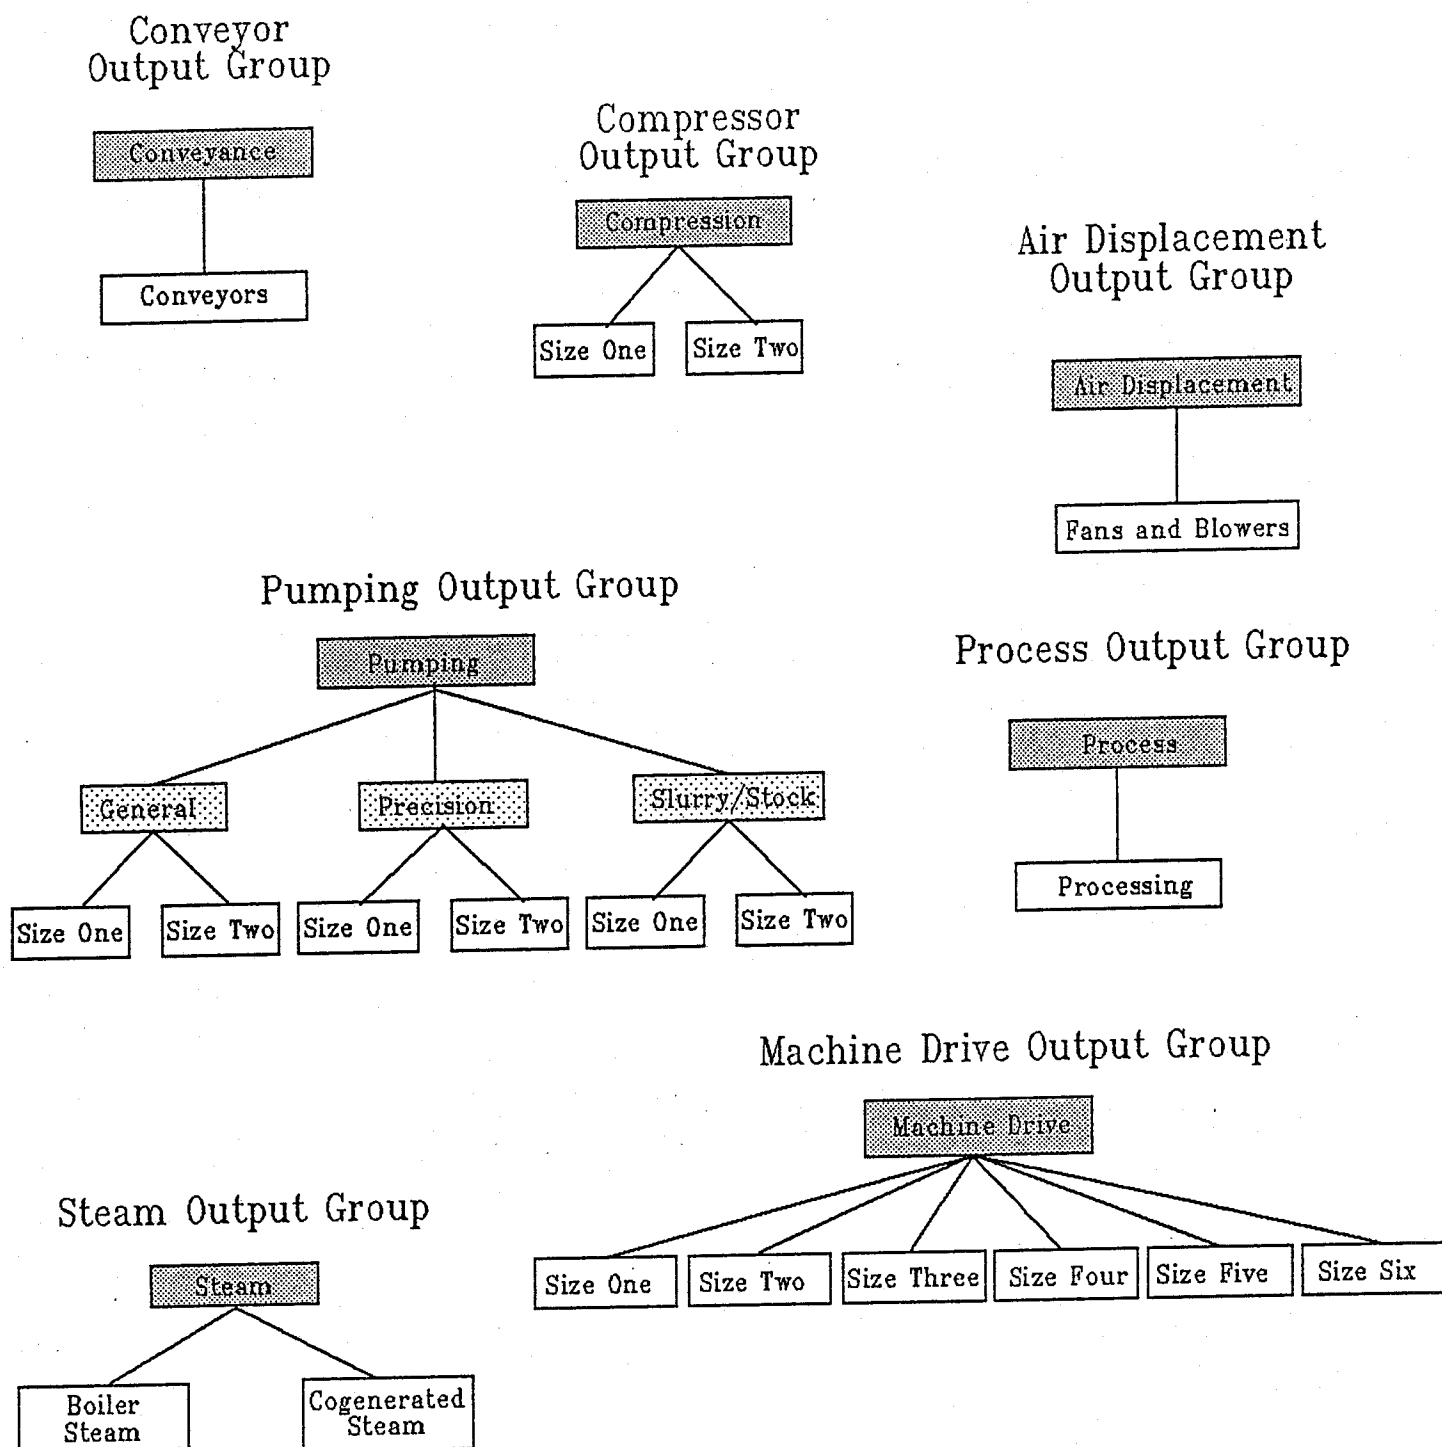 Conveyor
Output Group
Conveyance
Conveyors
Compressor
Output Group
Compression
Size One
Size Two
Air Displacement
Output Group
Air Displacement
Fans and Blowers
Pumping Output Group
Pumping
General
Precision
Slurry/Stock
Size One
Size Two
Size One
Size Two
Size One
Size Two
Process Output Group
Process
Processing
Machine Drive Output Group
Machine Drive
Size One
Size Two
Size Three
Size Four
Size Five
Size Six
Steam Output Group
Steam
Boiler
Steam
Cogenerated
Steam